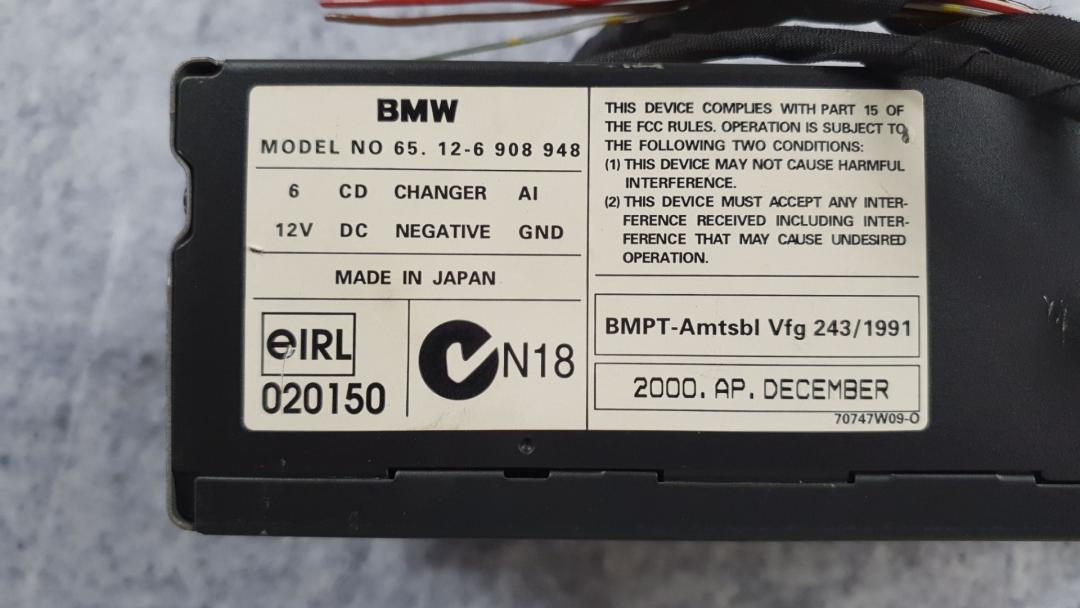 BMW
MODEL NO 65. 12-6 908 948
6 CD CHANGER AI
12V DC NEGATIVE GND
MADE IN JAPAN
eIRL
020150
N18
THIS DEVICE COMPLIES WITH PART 15 OF
THE FCC RULES. OPERATION IS SUBJECT TO
THE FOLLOWING TWO CONDITIONS:
(1) THIS DEVICE MAY NOT CAUSE HARMFUL
INTERFERENCE.
(2) THIS DEVICE MUST ACCEPT ANY INTER-
FERENCE RECEIVED INCLUDING INTER-
FERENCE THAT MAY CAUSE UNDESIRED
OPERATION.
BMPT-Amtsbl Vfg 243/1991
2000. AP. DECEMBER
70747W09-O